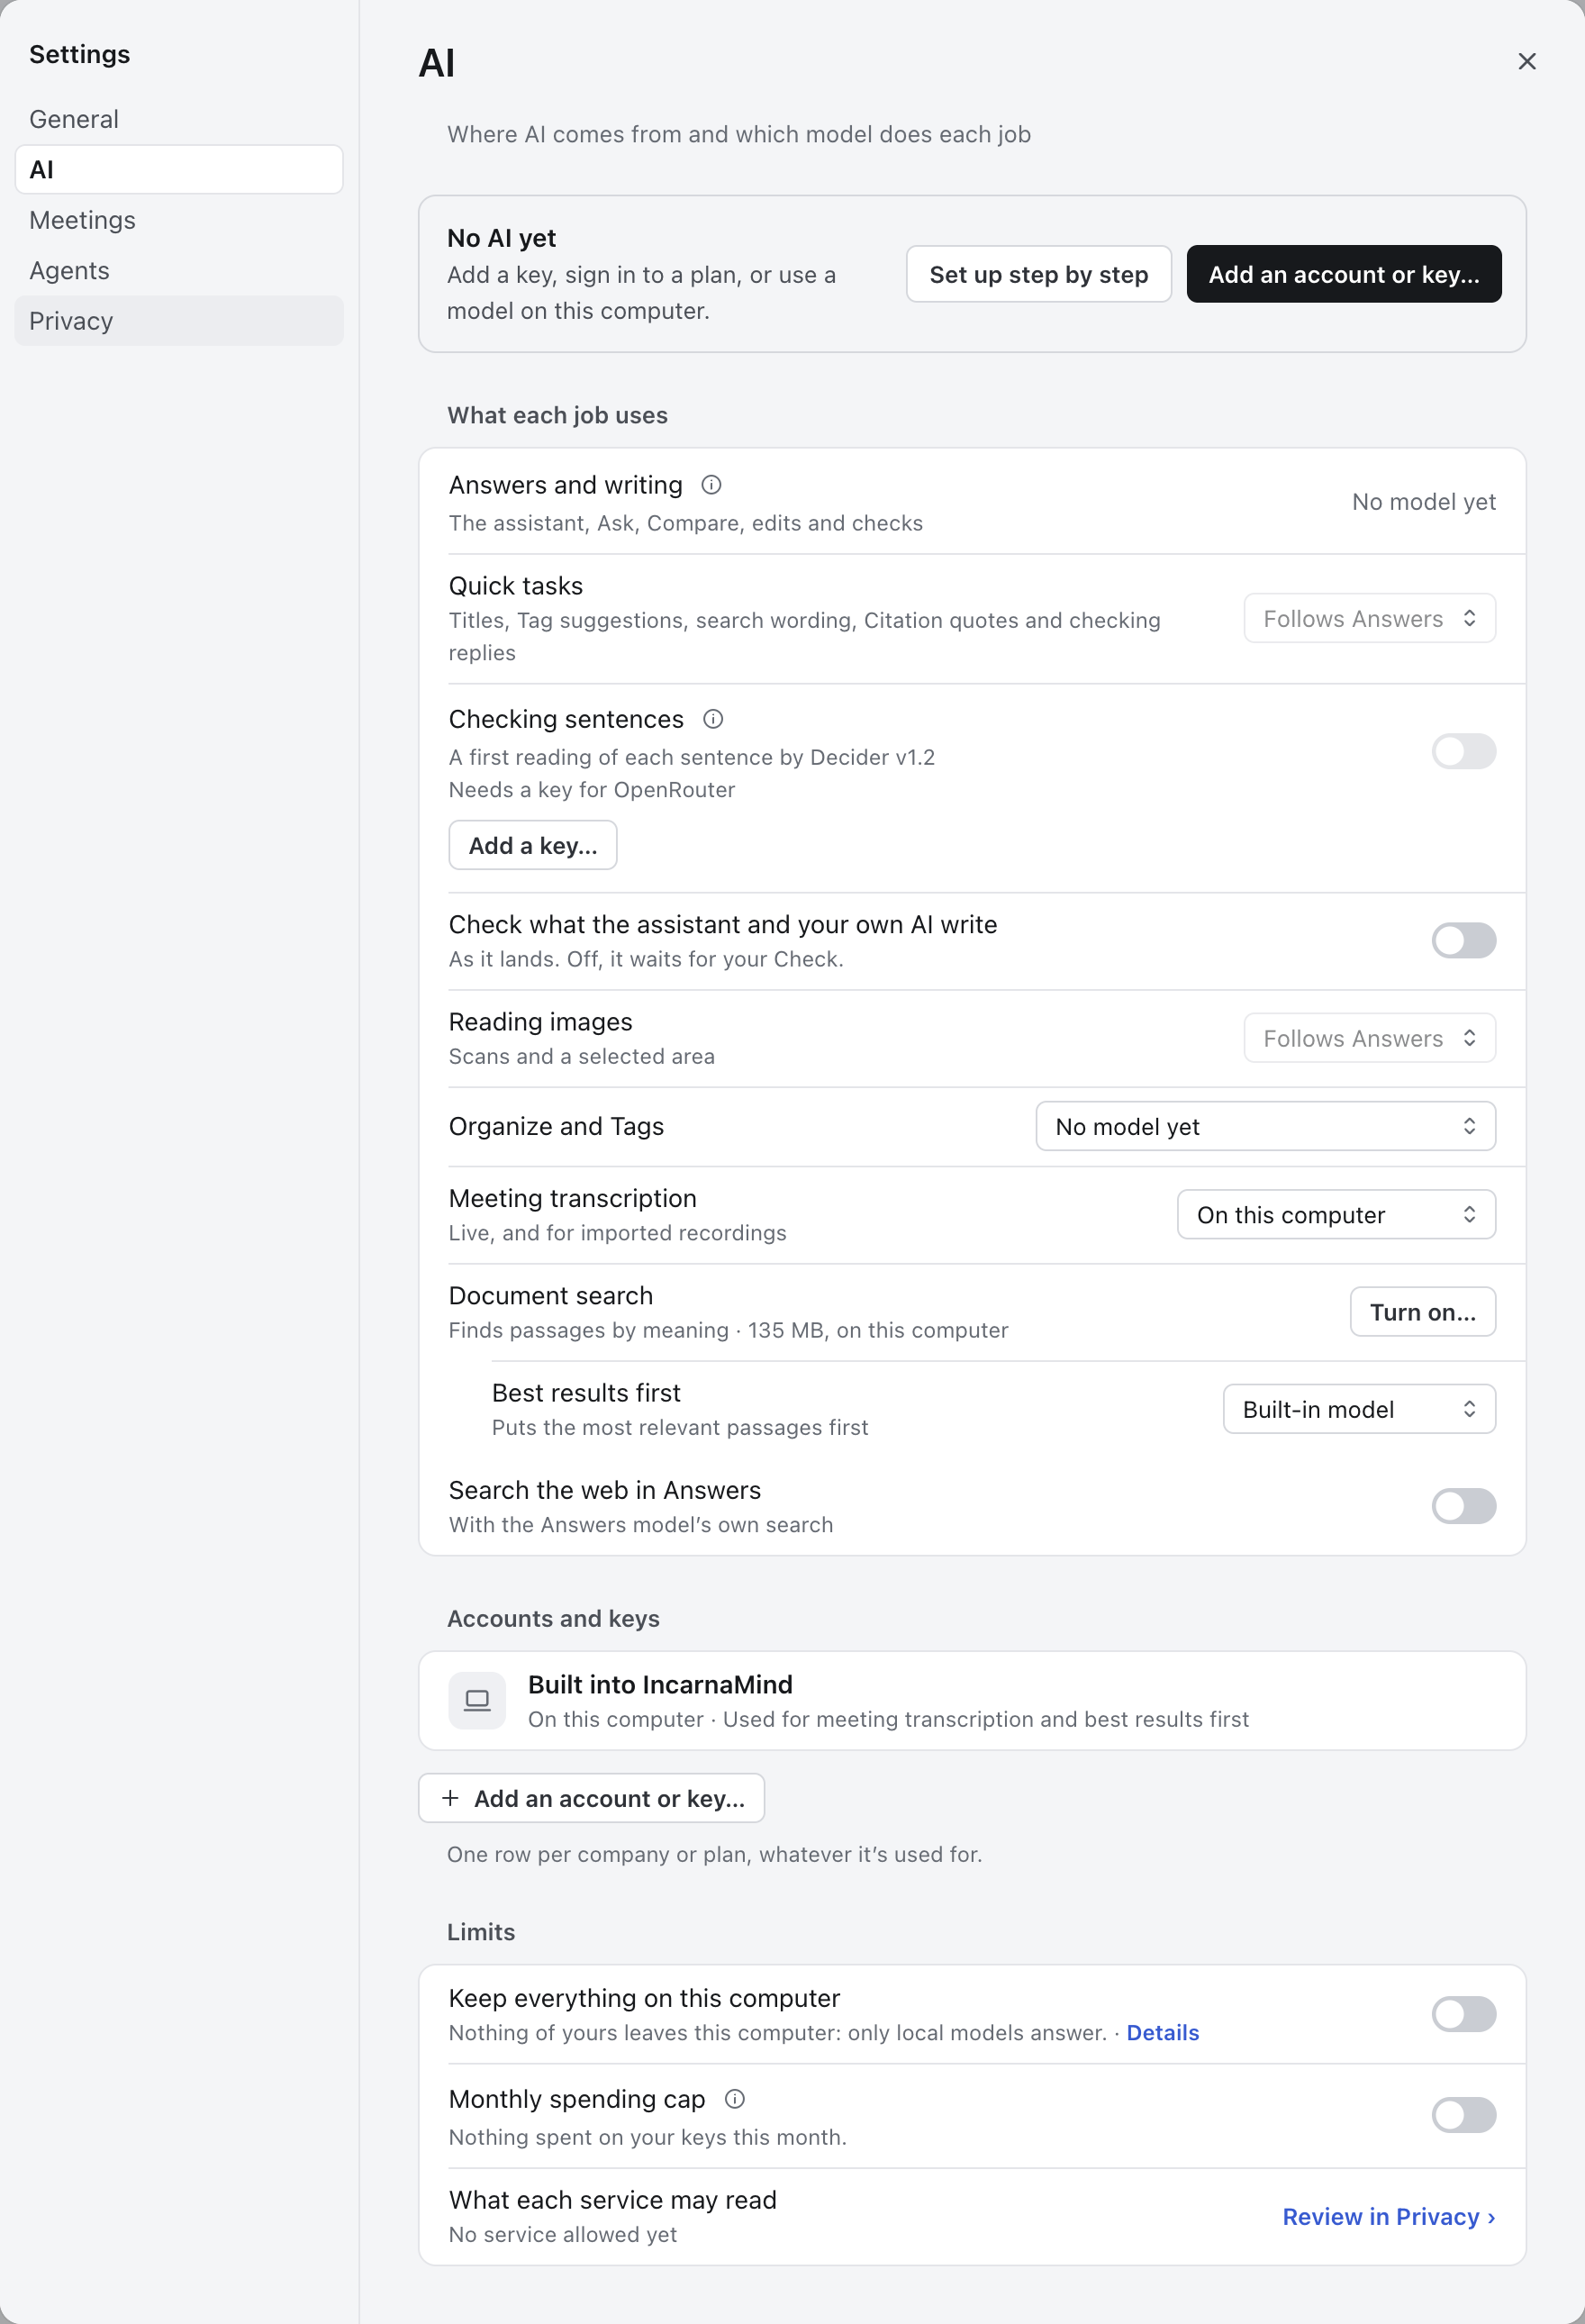 Settings
General
AI
Meetings
Agents
Privacy
AI
Where AI comes from and which model does each job
No AI yet
Add a key, sign in to a plan, or use a
model on this computer.
Set up step by step
Add an account or key...
What each job uses
Answers and writing
The assistant, Ask, Compare, edits and checks
No model yet
Quick tasks
Titles, Tag suggestions, search wording, Citation quotes and checking
replies
Follows Answers
Checking sentences
A first reading of each sentence by Decider v1.2
Needs a key for OpenRouter
Add a key...
Check what the assistant and your own AI write
As it lands. Off, it waits for your Check.
Reading images
Scans and a selected area
Follows Answers
Organize and Tags
No model yet
Meeting transcription
Live, and for imported recordings
On this computer
Document search
Finds passages by meaning · 135 MB, on this computer
Turn on...
Best results first
Puts the most relevant passages first
Built-in model
Search the web in Answers
With the Answers model’s own search
Accounts and keys
Built into IncarnaMind
On this computer · Used for meeting transcription and best results first
+ Add an account or key...
One row per company or plan, whatever it’s used for.
Limits
Keep everything on this computer
Nothing of yours leaves this computer: only local models answer. · Details
Monthly spending cap
Nothing spent on your keys this month.
What each service may read
No service allowed yet
Review in Privacy ›